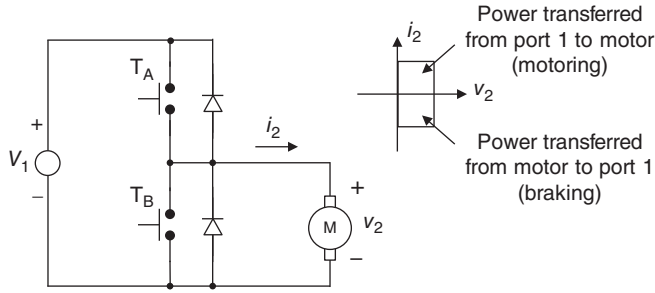 Power transferred
from port 1 to motor
(motoring)
i2
v2
Power transferred
from motor to port 1
(braking)
TA
+
V1
−
i2
TB
+
M
v2
−